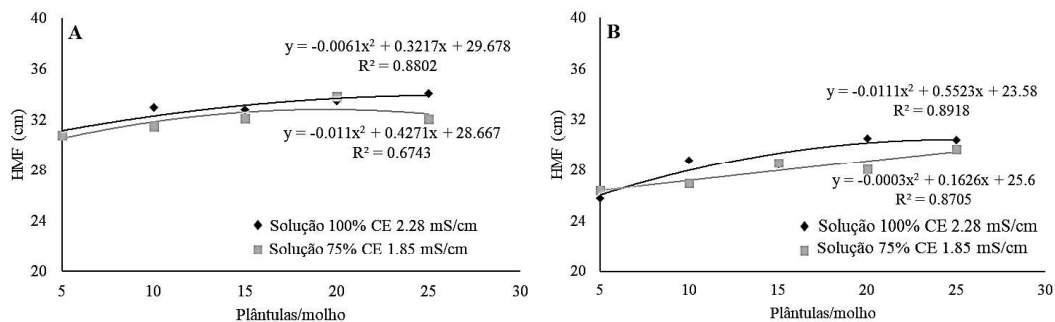 A
40
36
32
28
24
20
HMF (cm)
y = -0.0061x² + 0.3217x + 29.678
R² = 0.8802
y = -0.011x² + 0.4271x + 28.667
R² = 0.6743
Solução 100% CE 2.28 mS/cm
Solução 75% CE 1.85 mS/cm
5 10 15 20 25 30
Plântulas/molho
B
40
36
32
28
24
20
HMF (cm)
y = -0.0111x² + 0.5523x + 23.58
R² = 0.8918
y = -0.0003x² + 0.1626x + 25.6
R² = 0.8705
Solução 100% CE 2.28 mS/cm
Solução 75% CE 1.85 mS/cm
5 10 15 20 25 30
Plântulas/molho